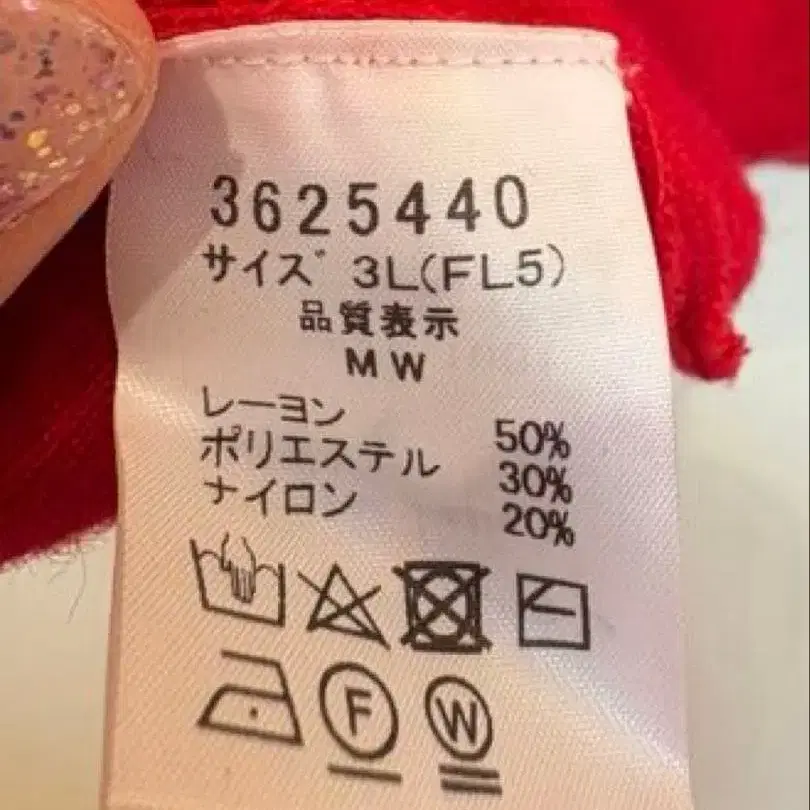 3625440
サイズ 3L(FL5)
品質表示
MW
レーヨン 50%
ポリエステル 30%
ナイロン 20%
F W